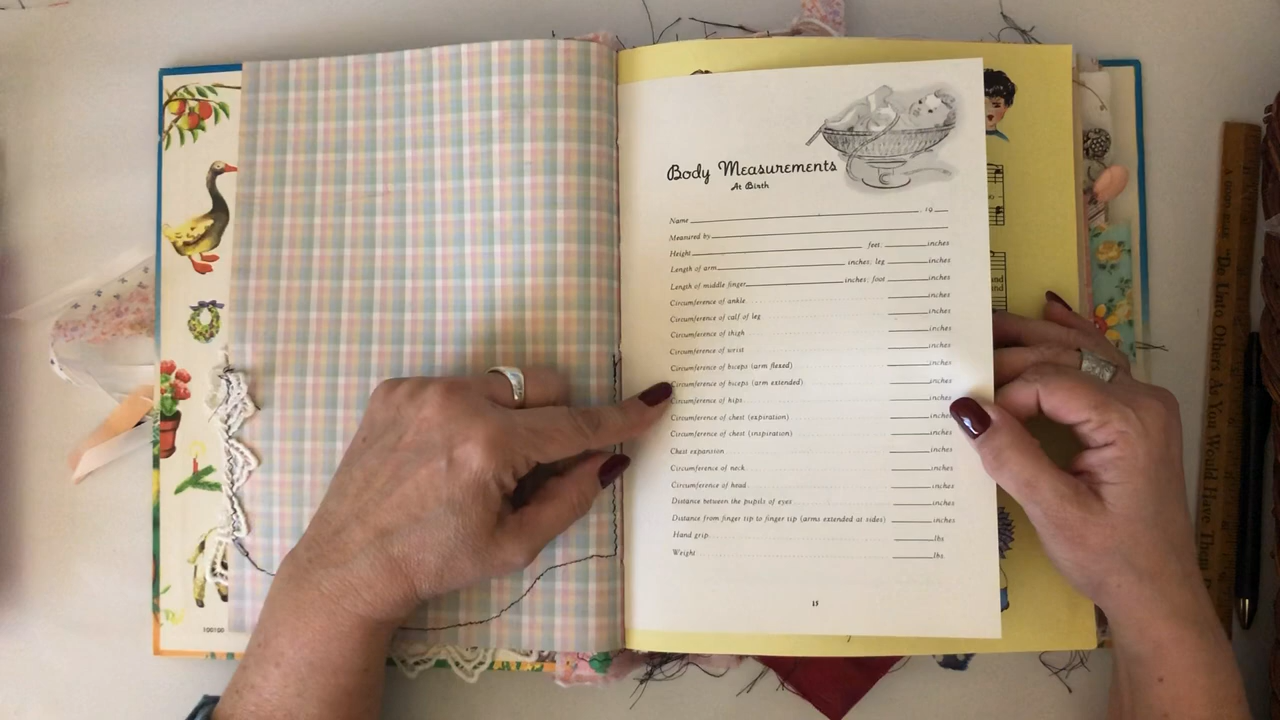 Body Measurements
At Birth
Name , 19
Measured by
Height feet, inches
Length of arm inches; leg inches
Length of middle finger inches; foot inches
Circumference of ankle inches
Circumference of calf of leg inches
Circumference of thigh inches
Circumference of wrist inches
Circumference of biceps (arm flexed) inches
Circumference of biceps (arm extended) inches
Circumference of hips inches
Circumference of chest (expiration) inches
Circumference of chest (inspiration) inches
Chest expansion inches
Circumference of neck inches
Circumference of head inches
Distance between the pupils of eyes inches
Distance from finger tip to finger tip (arms extended at sides) inches
Hand grip lbs
Weight lbs.
15
"Do Unto Others As You Would Have Them